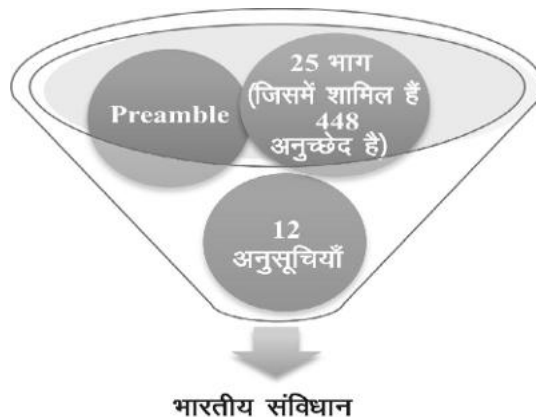 Preamble
25 भाग
(जिसमें शामिल हैं
448
अनुच्छेद है)
12
अनुसूचियाँ
भारतीय संविधान